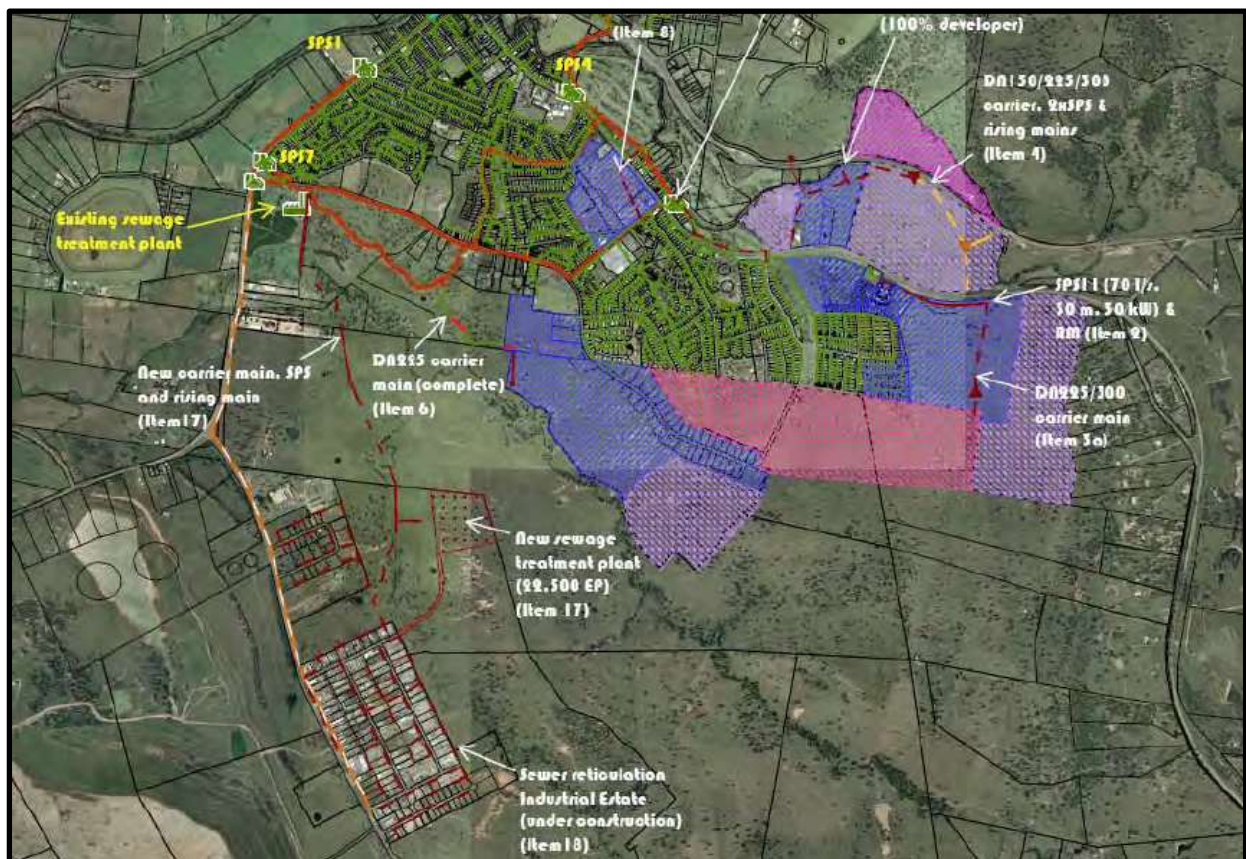 (100% developer)
(Item 8)
SPS1
SPS4
DN150/225/300
carrier, 2xSPS &
rising mains
(Item 4)
SPS7
Existing sewage
treatment plant
SPS11 (70 l/s,
50 m, 50 kW) &
RM (Item 2)
DN225 carrier
main (complete)
(Item 6)
New carrier main, SPS
and rising main
(Item17)
DN225/300
carrier main
(Item 3a)
New sewage
treatment plant
(22,500 EP)
(Item 17)
Sewer reticulation
Industrial Estate
(under construction)
(Item18)